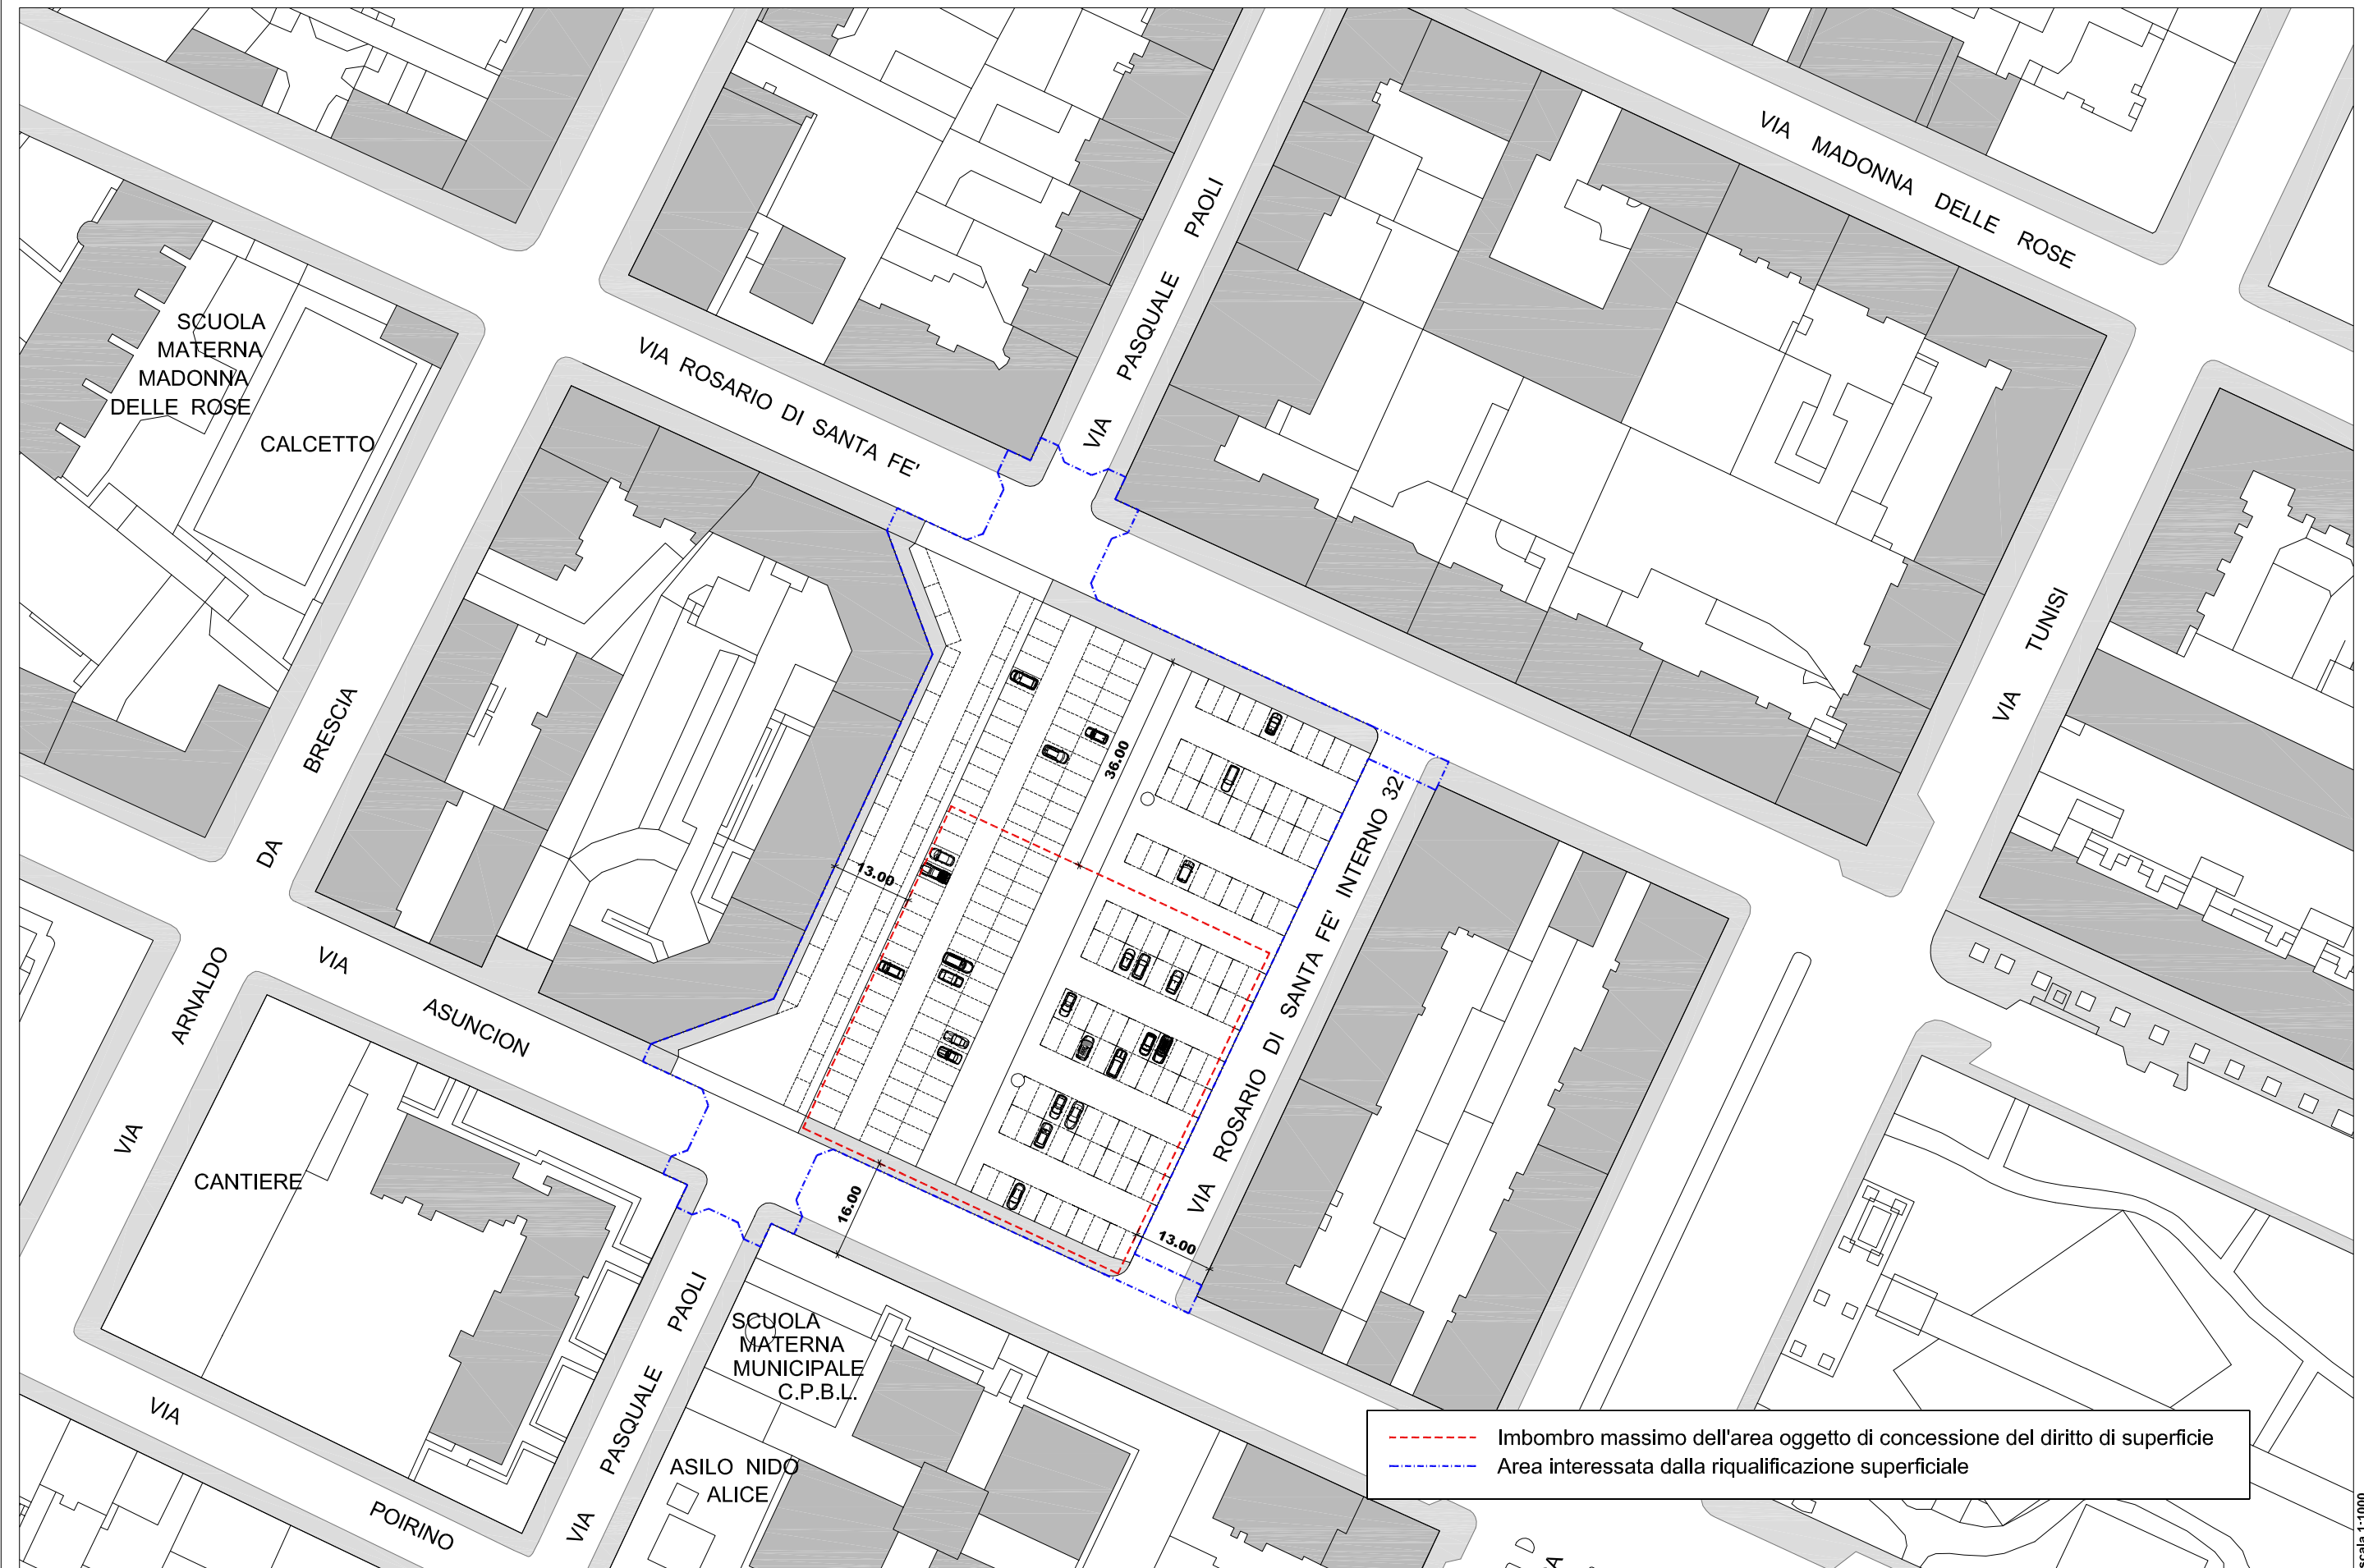 VIA MADONNA DELLE ROSE
VIA PASQUALE PAOLI
SCUOLA
MATERNA
MADONNA
DELLE ROSE
CALCETTO
VIA ROSARIO DI SANTA FE'
VIA TUNISI
VIA ARNALDO DA BRESCIA
36.00
13.00
VIA ROSARIO DI SANTA FE' INTERNO 32
VIA ASUNCION
CANTIERE
16.00
13.00
VIA PASQUALE PAOLI
SCUOLA
MATERNA
MUNICIPALE
C.P.B.L.
ASILO NIDO
ALICE
VIA POIRINO
Imbombro massimo dell'area oggetto di concessione del diritto di superficie
Area interessata dalla riqualificazione superficiale
scala 1:1000